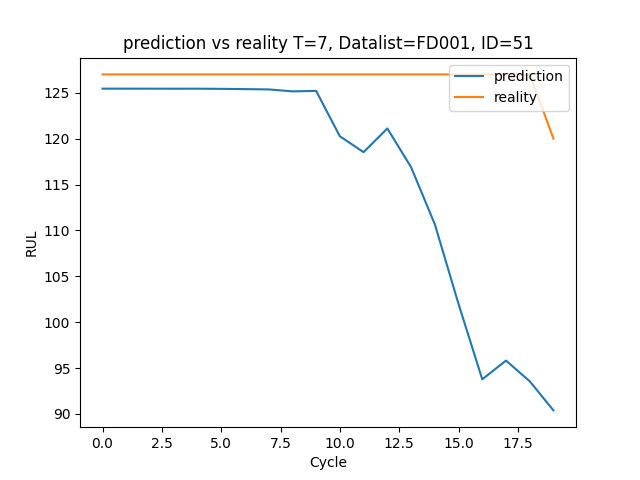 prediction vs reality T=7, Datalist=FD001, ID=51
prediction
reality
RUL
125
120
115
110
105
100
95
90
0.0 2.5 5.0 7.5 10.0 12.5 15.0 17.5
Cycle